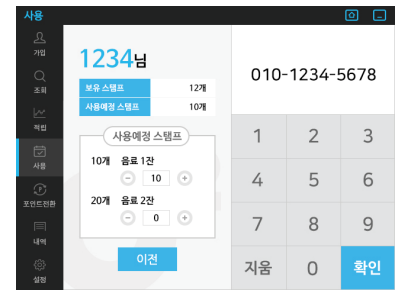 사용
가입
조회
적립
사용
포인트전환
내역
설정
1234님
보유 스탬프 12개
사용예정 스탬프 10개
사용예정 스탬프
10개 음료 1잔
- 10 +
20개 음료 2잔
- 0 +
이전
010-1234-5678
1 2 3
4 5 6
7 8 9
지움 0 확인